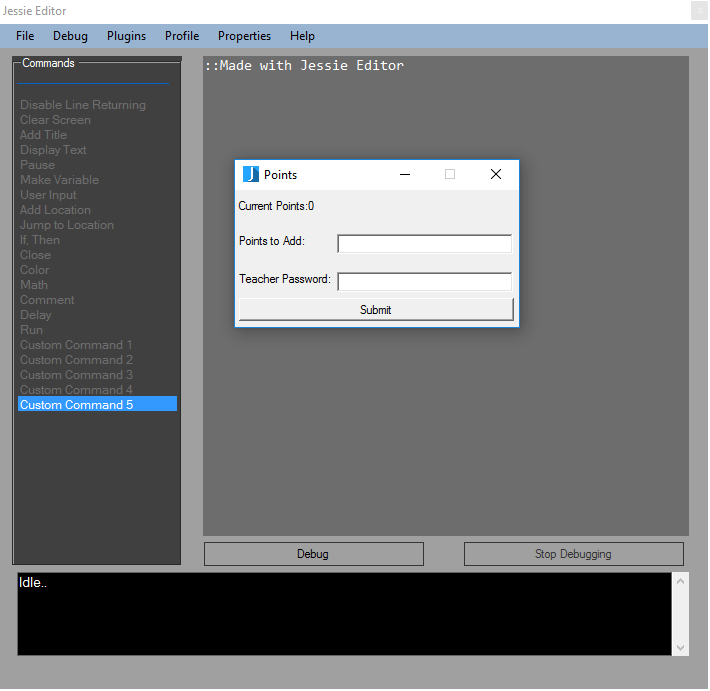 Jessie Editor
File Debug Plugins Profile Properties Help
Commands
Disable Line Returning
Clear Screen
Add Title
Display Text
Pause
Make Variable
User Input
Add Location
Jump to Location
If, Then
Close
Color
Math
Comment
Delay
Run
Custom Command 1
Custom Command 2
Custom Command 3
Custom Command 4
Custom Command 5
::Made with Jessie Editor
J Points
Current Points:0
Points to Add:
Teacher Password:
Submit
Debug Stop Debugging
Idle..